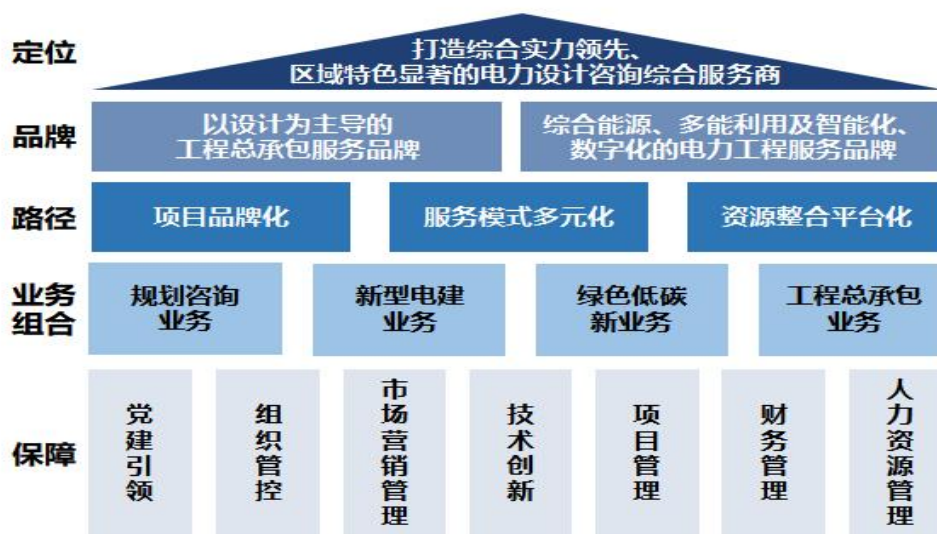 定位
打造综合实力领先、
区域特色显著的电力设计咨询综合服务商
品牌
以设计为主导的
工程总承包服务品牌
综合能源、多能利用及智能化、
数字化的电力工程服务品牌
路径
项目品牌化
服务模式多元化
资源整合平台化
业务
组合
规划咨询
业务
新型电建
业务
绿色低碳
新业务
工程总承包
业务
保障
党建引领
组织管控
市场营销管理
技术创新
项目管理
财务管理
人力资源管理